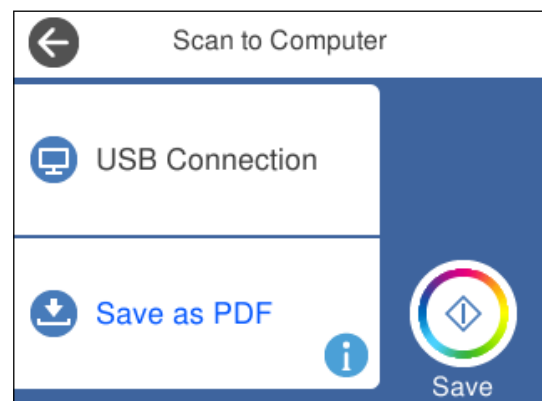 Scan to Computer
USB Connection
Save as PDF
i
Save